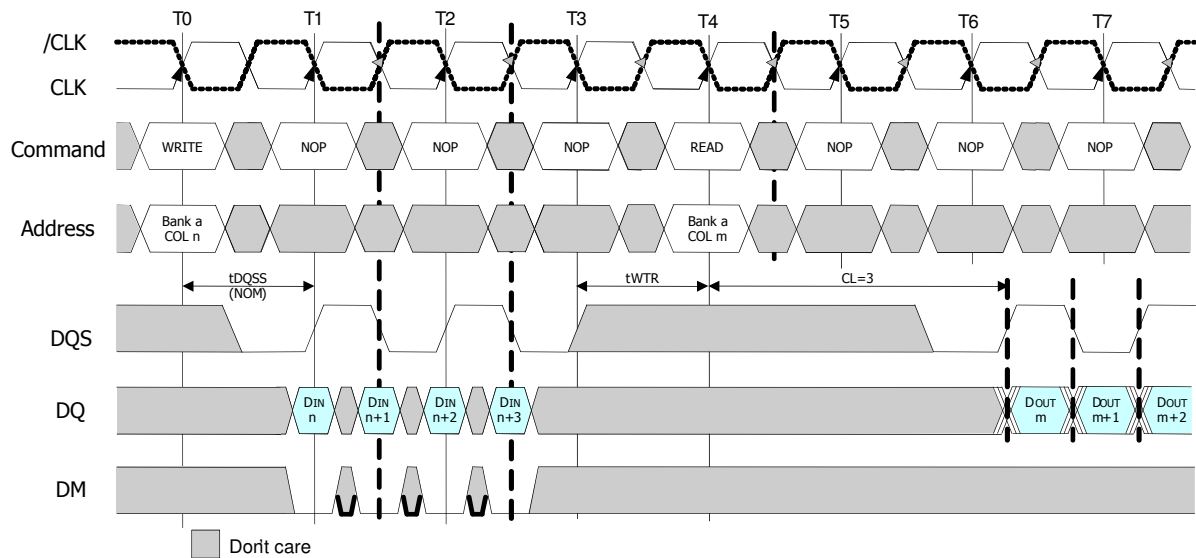 T0 T1 T2 T3 T4 T5 T6 T7
/CLK
CLK
Command WRITE NOP NOP NOP READ NOP NOP NOP
Address Bank a COL n Bank a COL m
tDQSS
(NOM)
tWTR
CL=3
DQS
DQ DIN n DIN n+1 DIN n+2 DIN n+3 DOUT m DOUT m+1 DOUT m+2
DM
Don't care